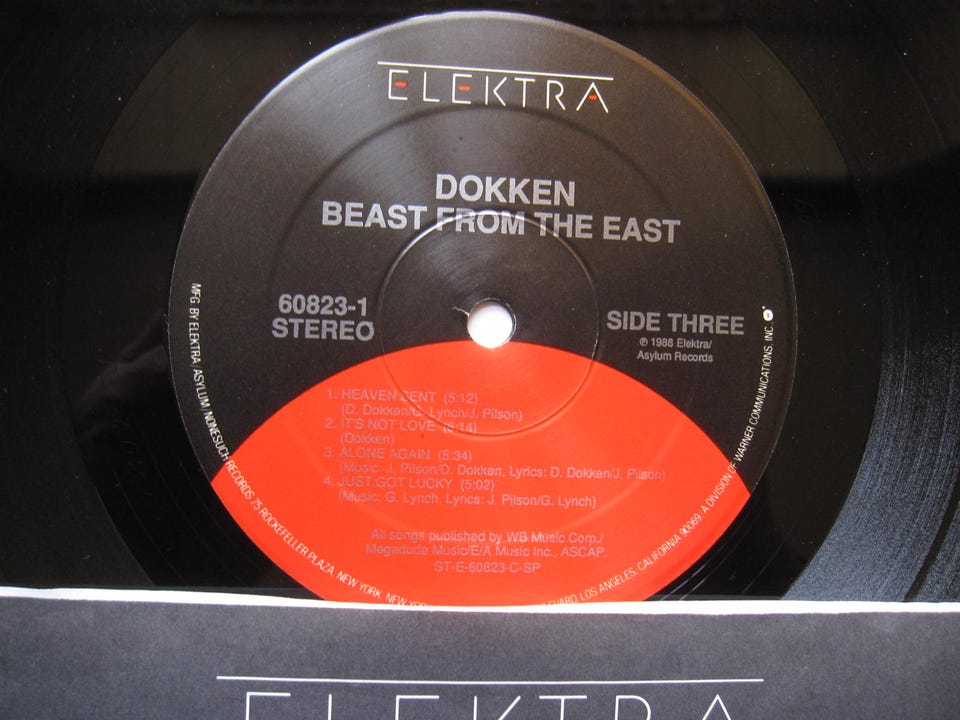 ELEKTRA
DOKKEN
BEAST FROM THE EAST
60823-1
STEREO
SIDE THREE
℗ 1988 Elektra/
Asylum Records
1. HEAVEN SENT (5:12)
(D. Dokken/G. Lynch/J. Pilson)
2. IT'S NOT LOVE (6:14)
(Dokken)
3. ALONE AGAIN (5:34)
(Music: J. Pilson/D. Dokken, Lyrics: D. Dokken/J. Pilson)
4. JUST GOT LUCKY (5:02)
(Music: G. Lynch, Lyrics: J. Pilson/G. Lynch)
All songs published by WB Music Corp./
Megadude Music/E/A Music Inc., ASCAP.
ST-E-60823-C-SP
MFG. BY ELEKTRA/ASYLUM/NONESUCH RECORDS, 75 ROCKEFELLER PLAZA, NEW YORK, NEW LOS ANGELES, CALIFORNIA 90069. A DIVISION OF WARNER COMMUNICATIONS, INC.
ELEKTRA